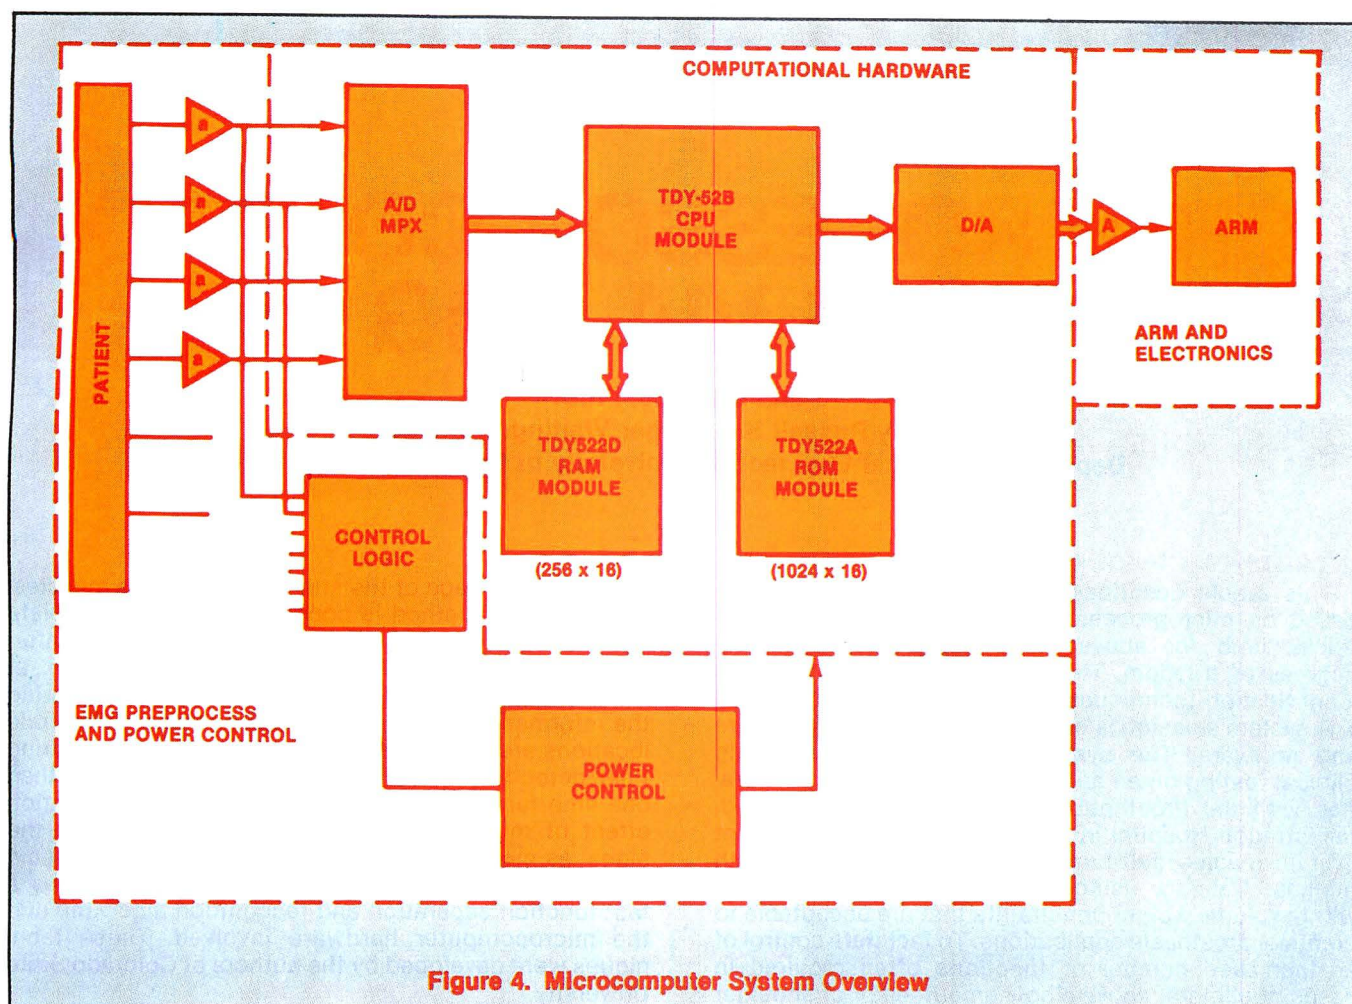 COMPUTATIONAL HARDWARE
PATIENT
a
a
a
a
A/D
MPX
TDY-52B
CPU
MODULE
D/A
A
ARM
ARM AND
ELECTRONICS
TDY522D
RAM
MODULE
(256 x 16)
TDY522A
ROM
MODULE
(1024 x 16)
CONTROL
LOGIC
EMG PREPROCESS
AND POWER CONTROL
POWER
CONTROL
Figure 4. Microcomputer System Overview